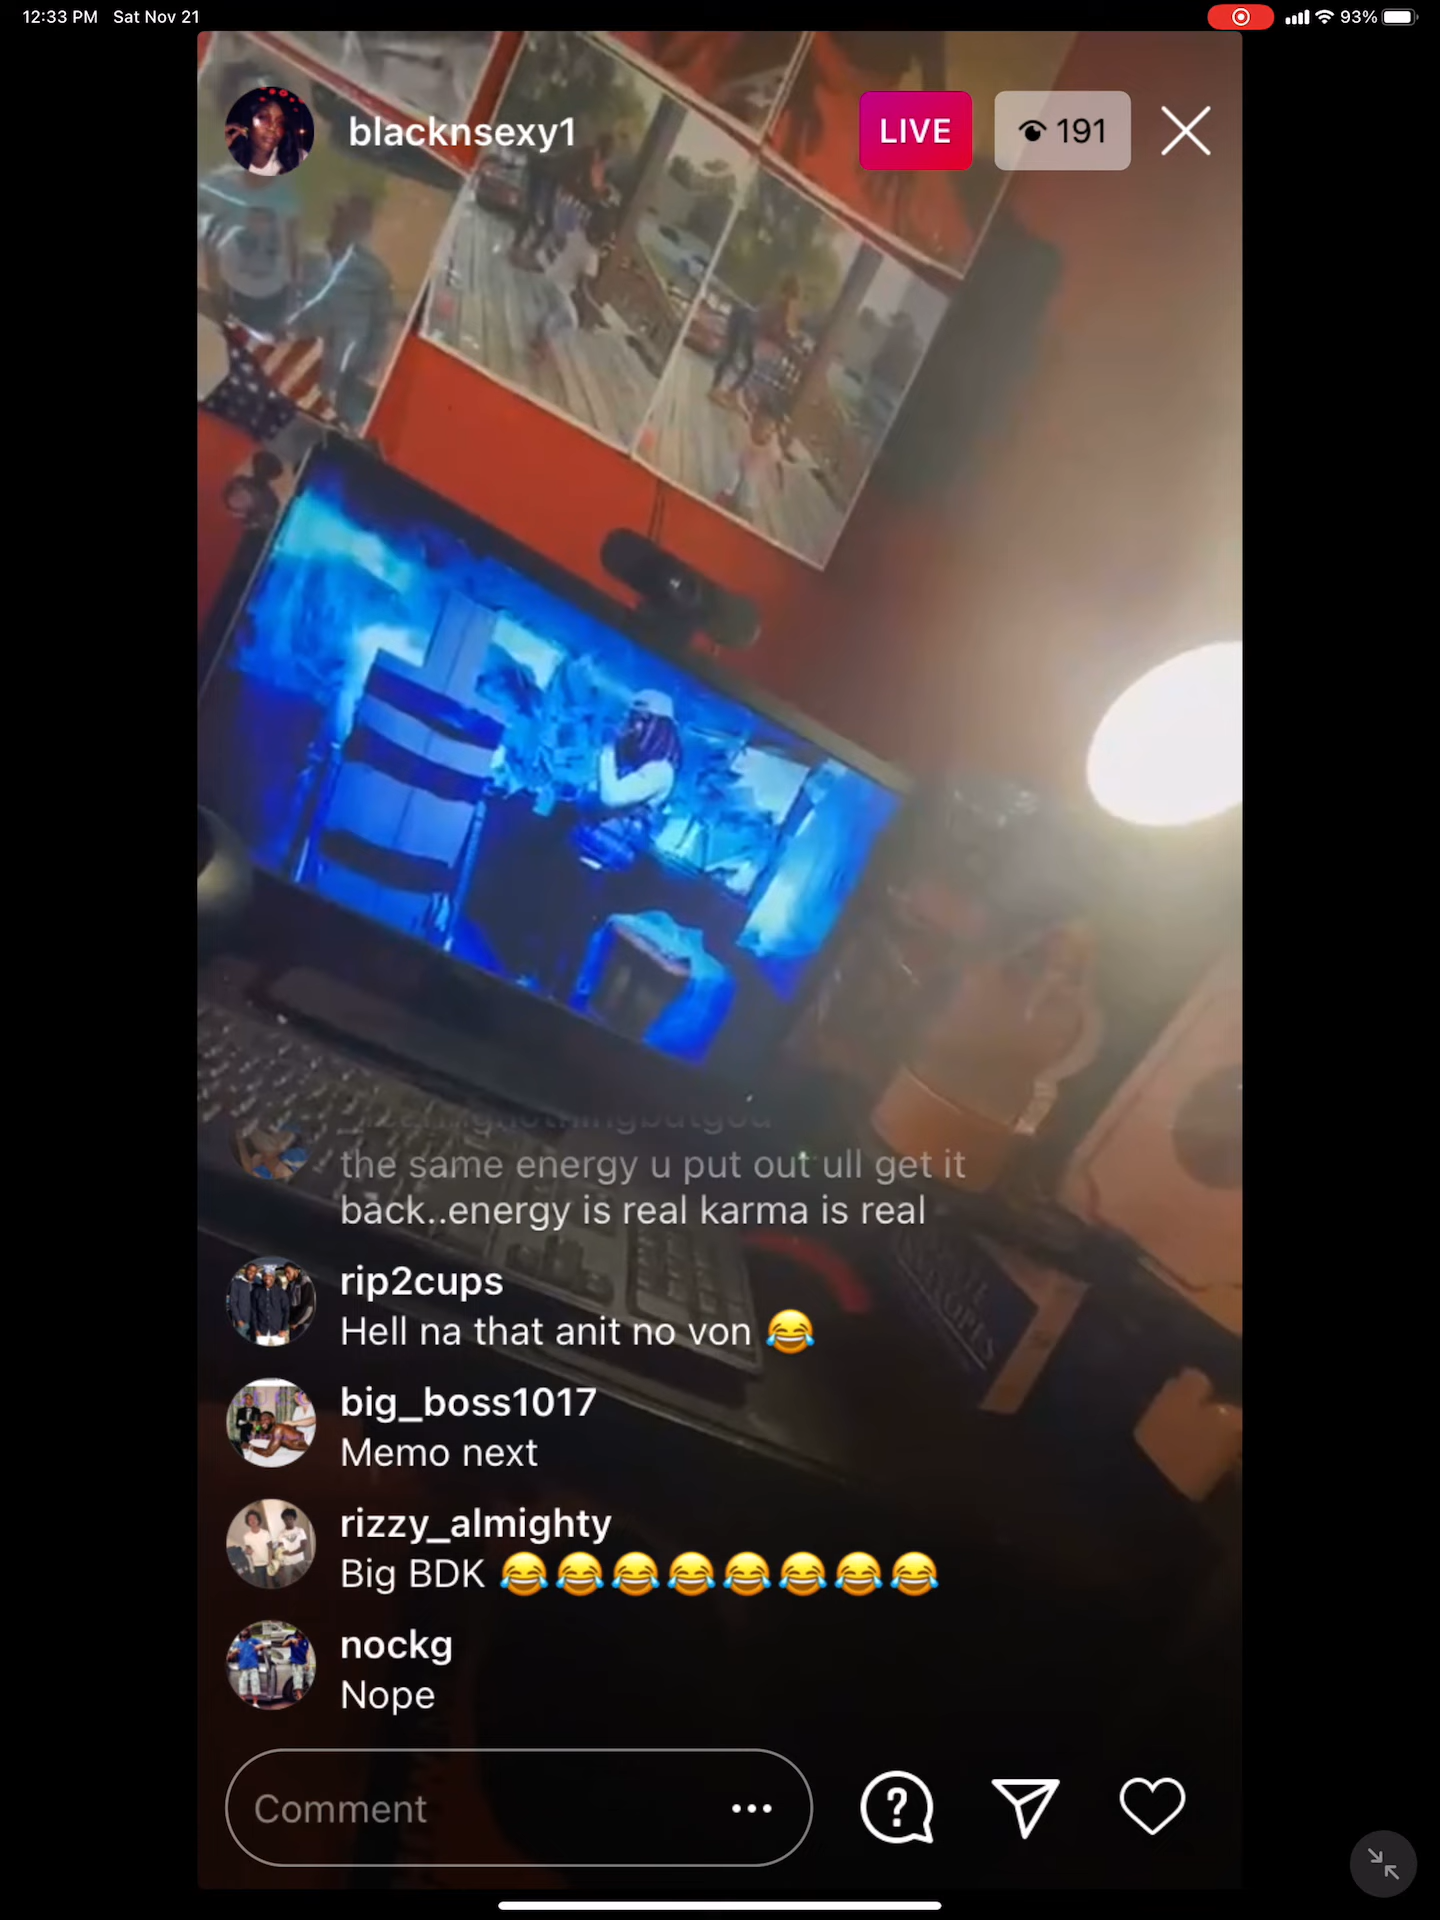 12:33 PM Sat Nov 21
93%
blacknsexy1
LIVE
191
the same energy u put out ull get it
back..energy is real karma is real
rip2cups
Hell na that anit no von 😂
big_boss1017
Memo next
rizzy_almighty
Big BDK 😂😂😂😂😂😂😂😂
nockg
Nope
Comment